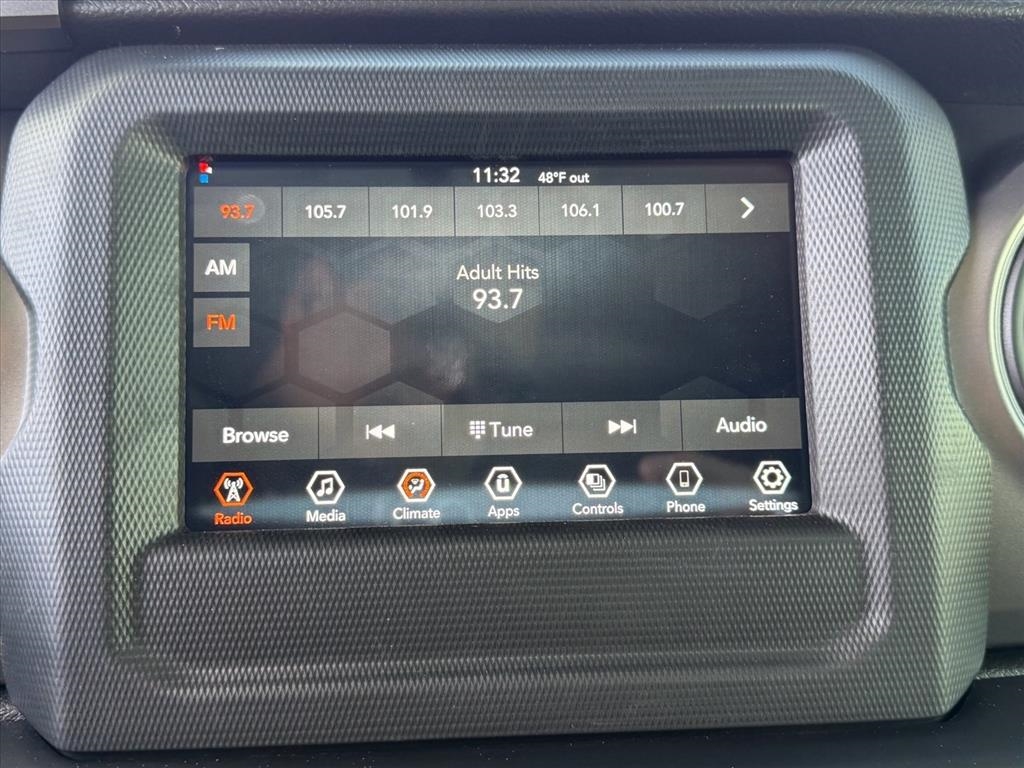 11:32 48°F out
93.7 105.7 101.9 103.3 106.1 100.7
AM
Adult Hits
93.7
FM
Browse Tune Audio
Radio Media Climate Apps Controls Phone Settings